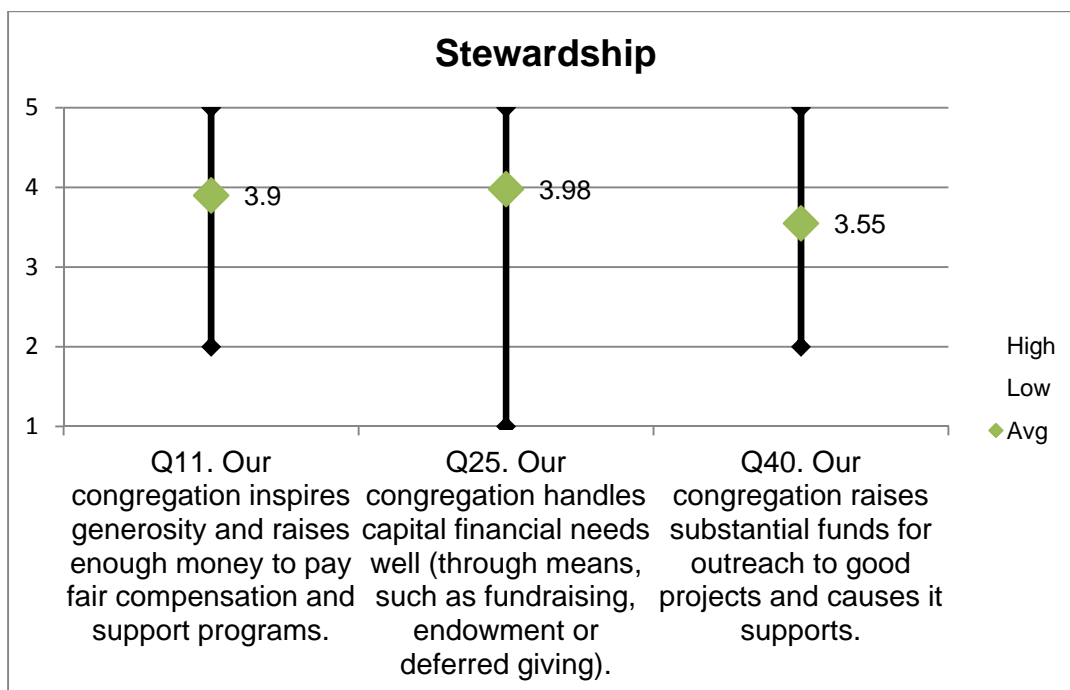 Stewardship
5
4
3
2
1
3.9
3.98
3.55
High
Low
Avg
Q11. Our
congregation inspires
generosity and raises
enough money to pay
fair compensation and
support programs.
Q25. Our
congregation handles
capital financial needs
well (through means,
such as fundraising,
endowment or
deferred giving).
Q40. Our
congregation raises
substantial funds for
outreach to good
projects and causes it
supports.